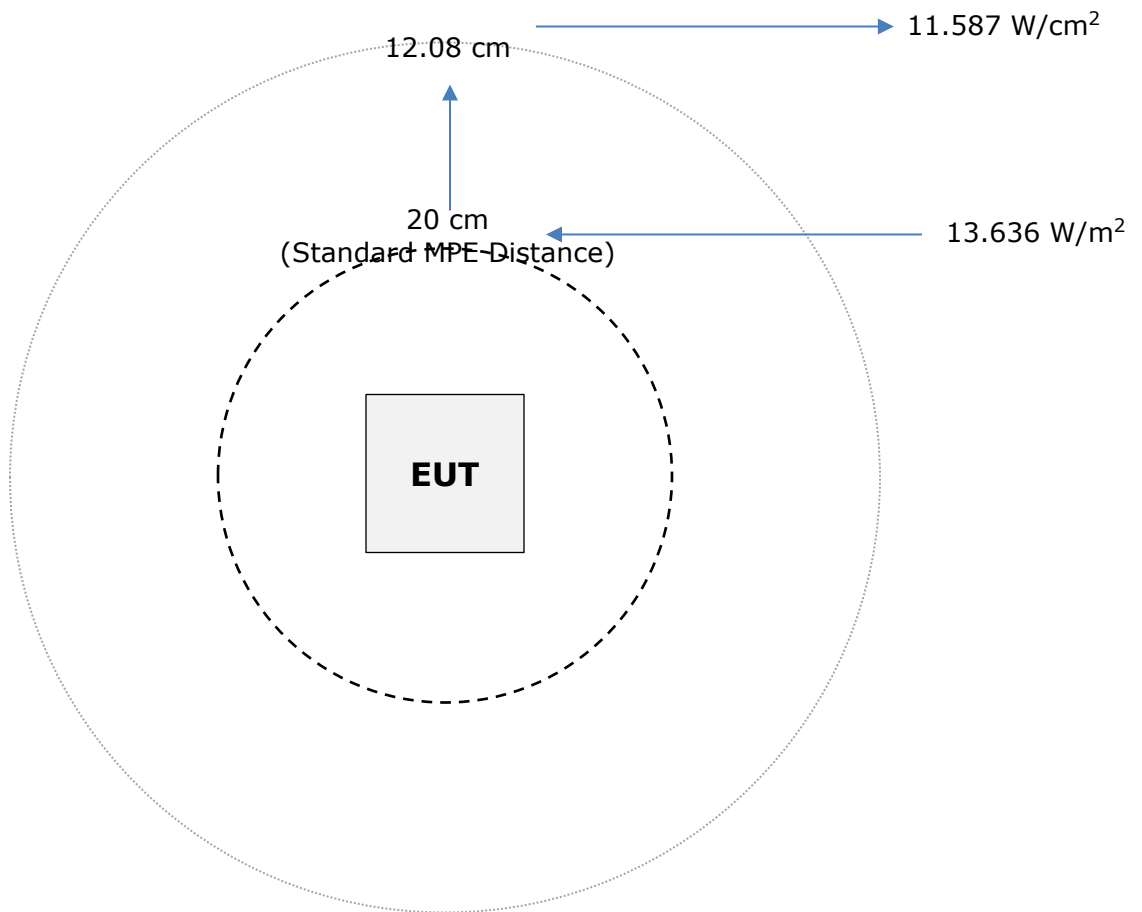 11.587 W/cm²
12.08 cm
20 cm
(Standard MPE Distance)
13.636 W/m²
EUT